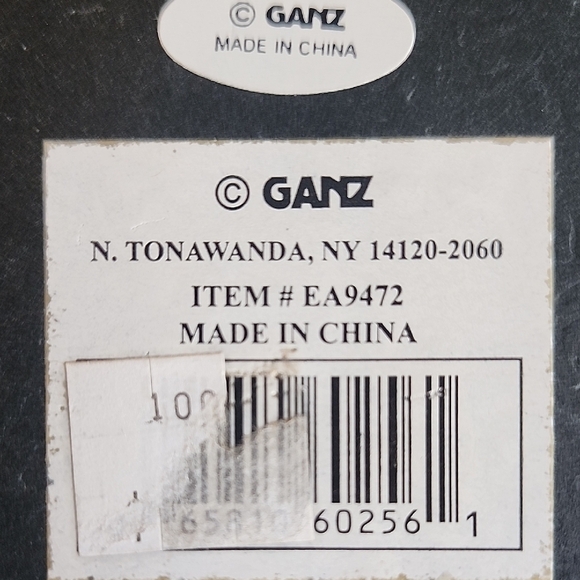 © GANZ
MADE IN CHINA
© GANZ
N. TONAWANDA, NY 14120-2060
ITEM # EA9472
MADE IN CHINA
60256 1